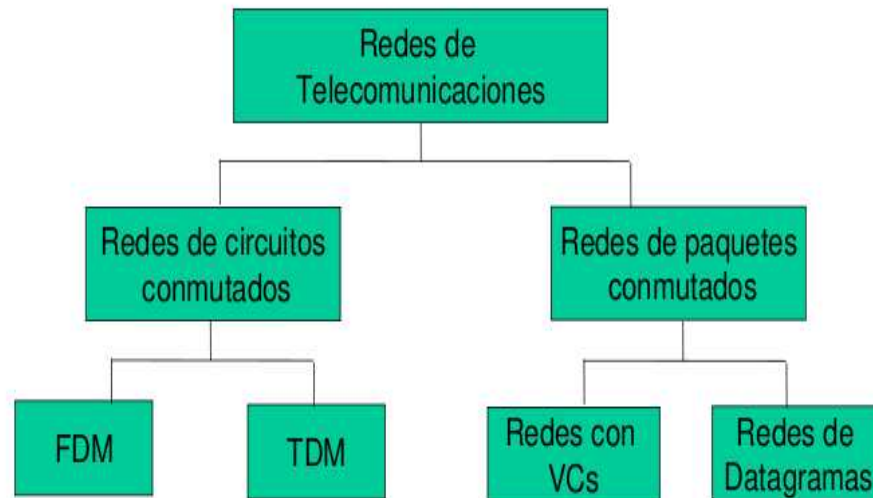 Redes de
Telecomunicaciones
Redes de circuitos
conmutados
Redes de paquetes
conmutados
FDM
TDM
Redes con
VCs
Redes de
Datagramas